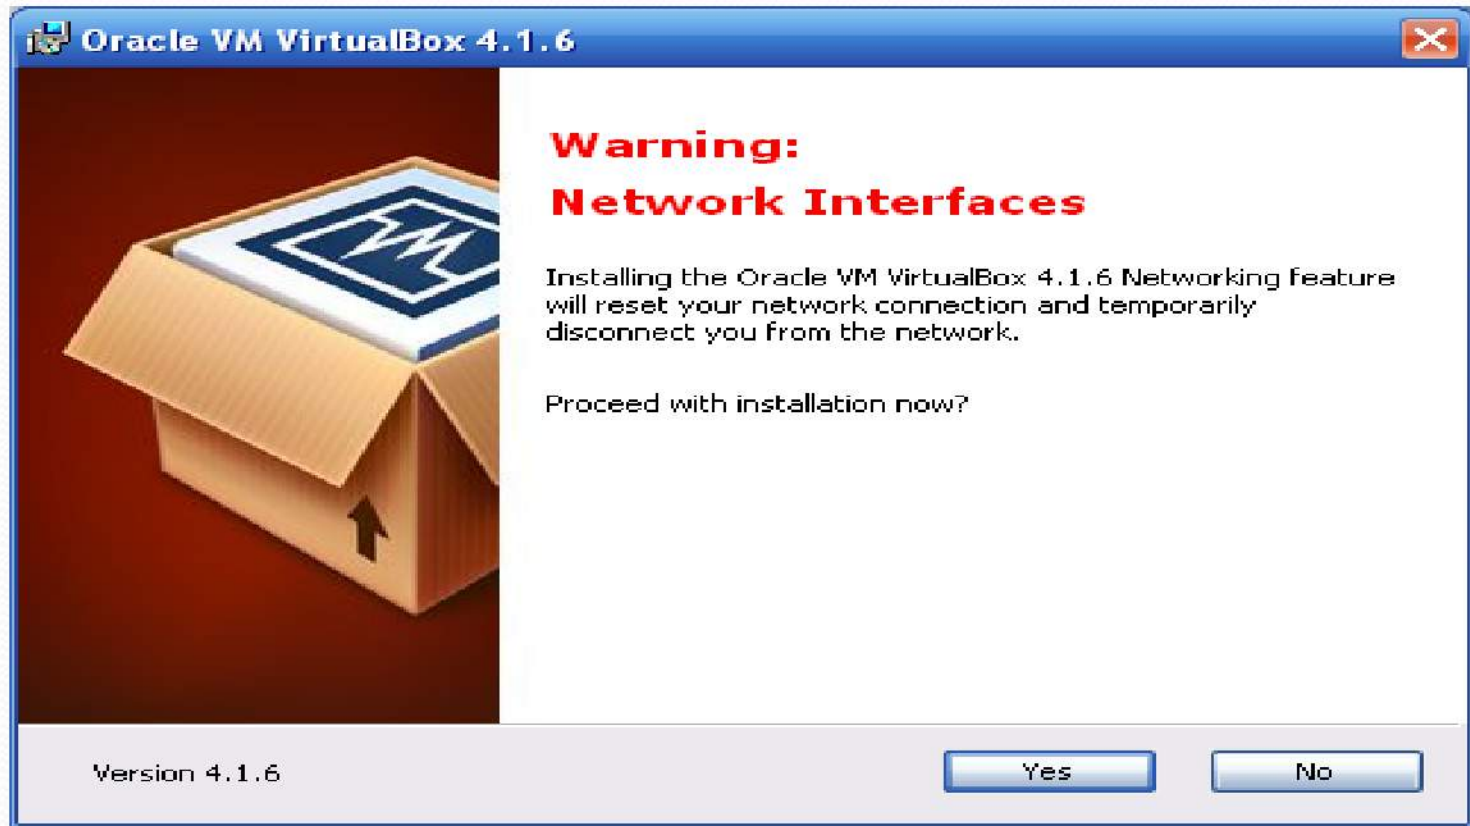 Oracle VM VirtualBox 4.1.6
Warning:
Network Interfaces
Installing the Oracle VM VirtualBox 4.1.6 Networking feature
will reset your network connection and temporarily
disconnect you from the network.
Proceed with installation now?
Version 4.1.6
Yes
No